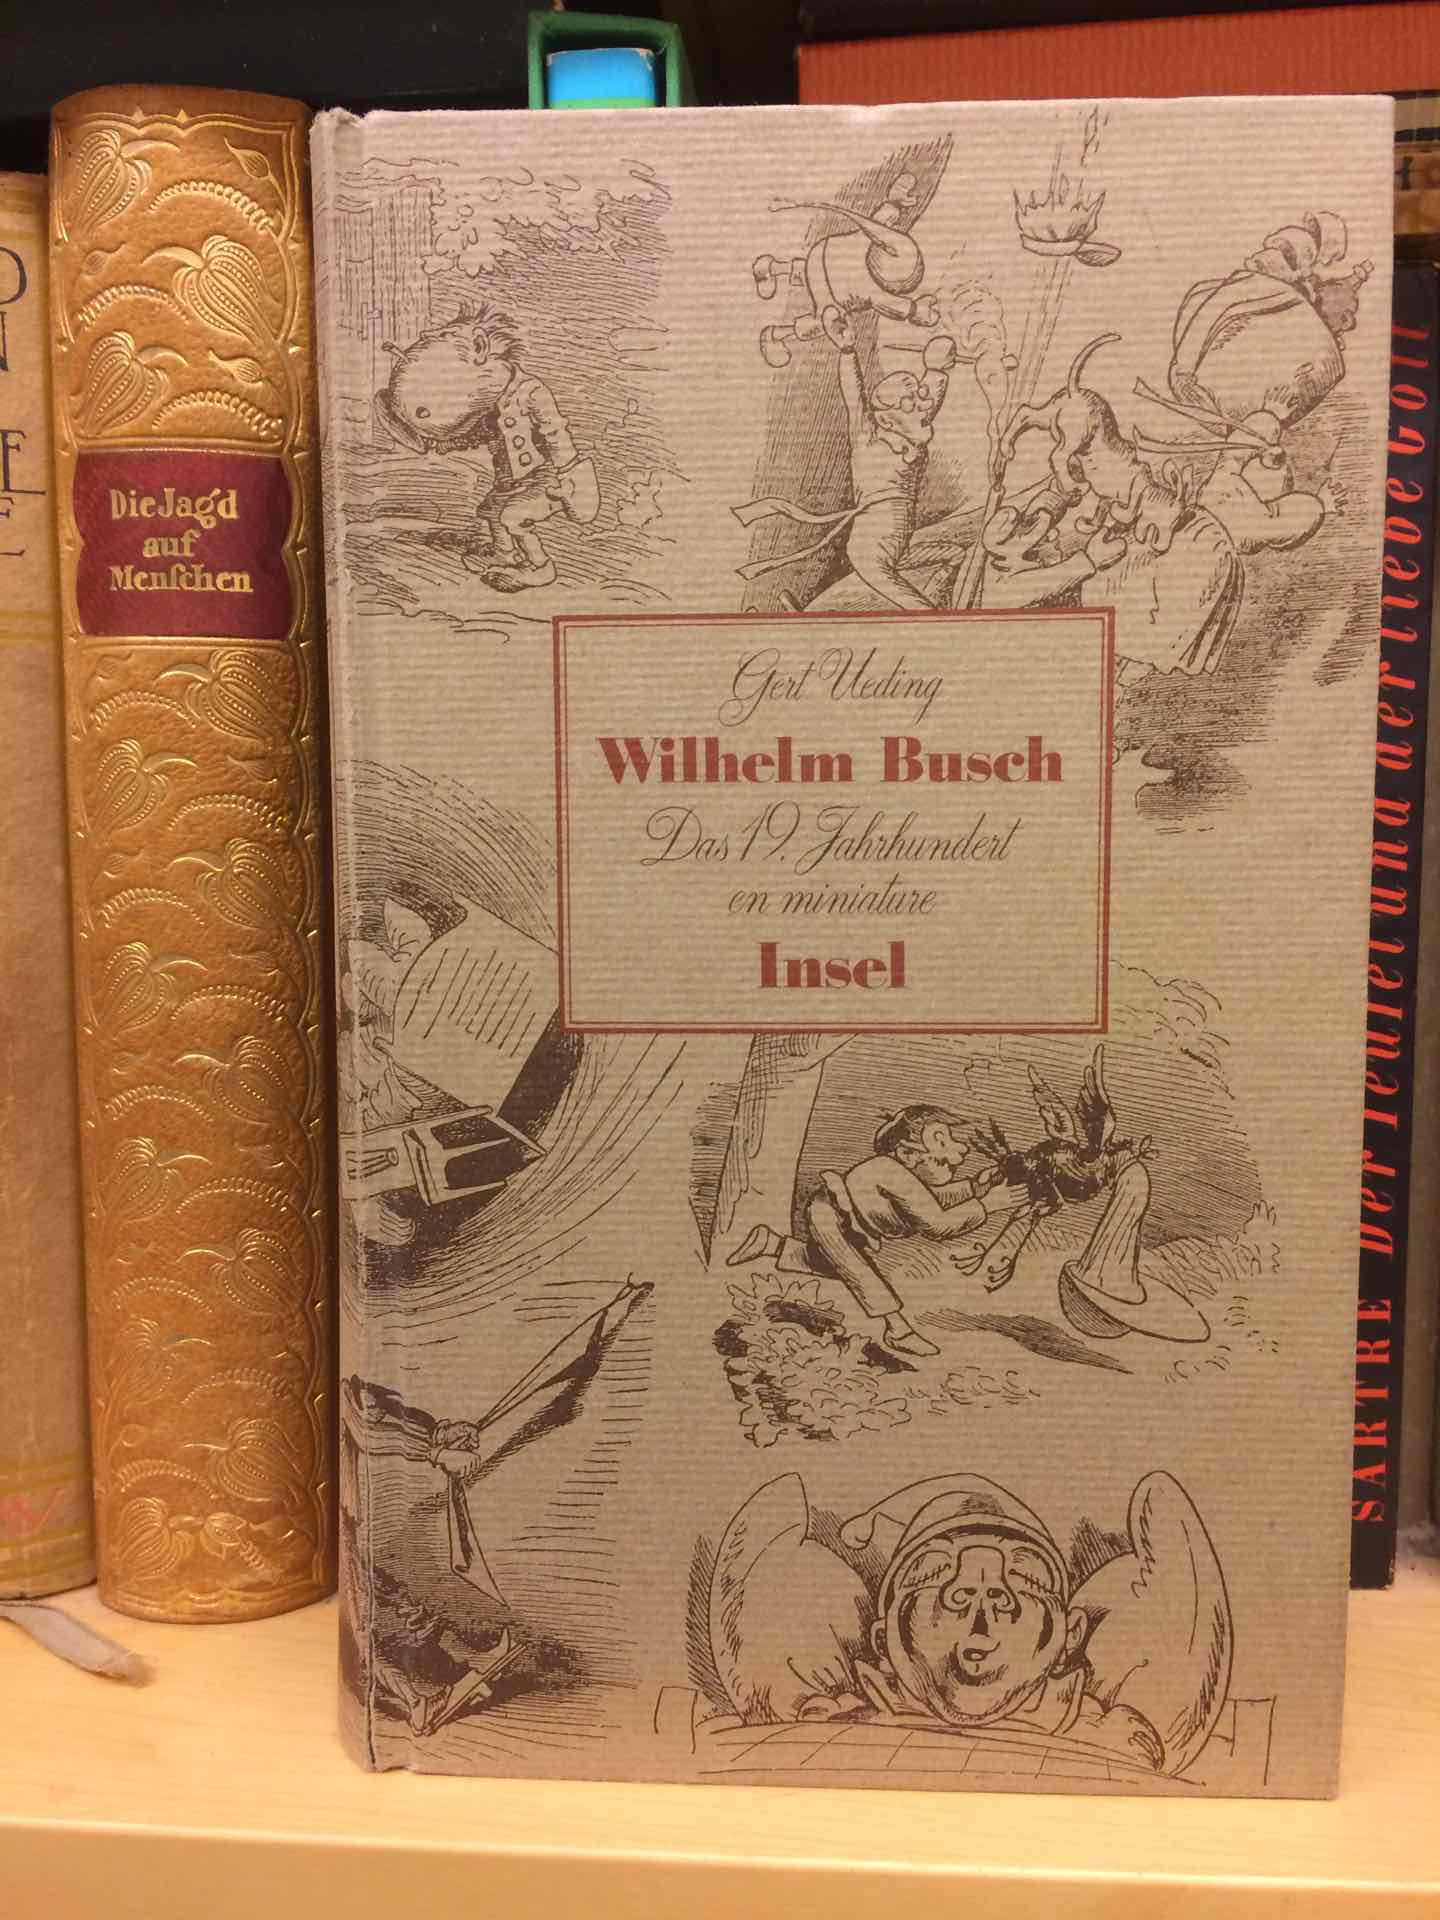 Die Jagd
auf
Menſchen
Gert Ueding
Wilhelm Busch
Das 19. Jahrhundert
en miniature
Insel
SARTRE Der Teufel und der liebe Gott